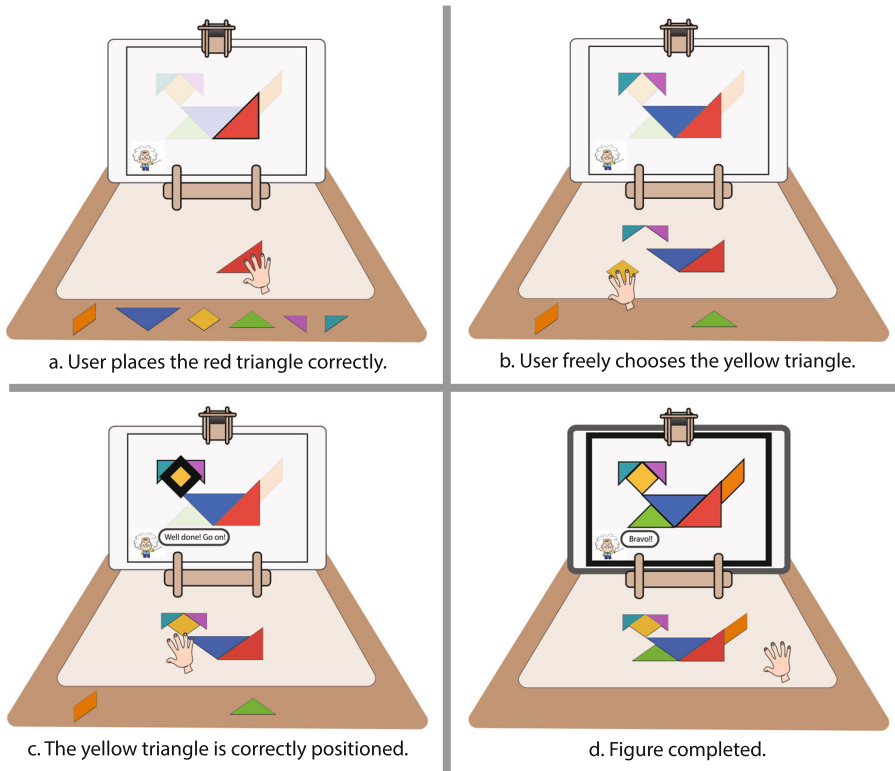 a. User places the red triangle correctly.
b. User freely chooses the yellow triangle.
Well done! Go on!
c. The yellow triangle is correctly positioned.
Bravo!!
d. Figure completed.